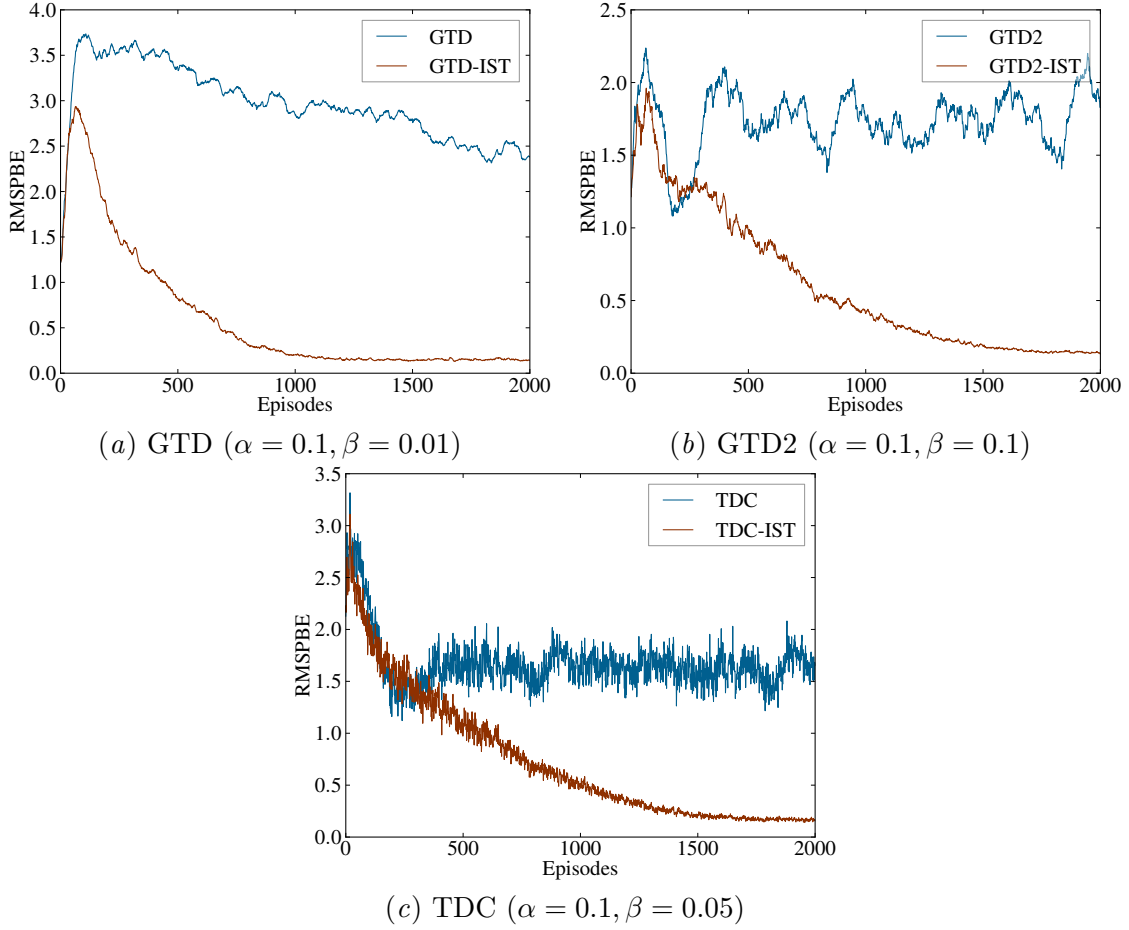 4.0
3.5
3.0
2.5
2.0
1.5
1.0
0.5
0.0
RMSPBE
GTD
GTD-IST
0
500
1000
1500
2000
Episodes
(a) GTD (α = 0.1, β = 0.01)
2.5
2.0
1.5
1.0
0.5
0.0
RMSPBE
GTD2
GTD2-IST
0
500
1000
1500
2000
Episodes
(b) GTD2 (α = 0.1, β = 0.1)
3.5
3.0
2.5
2.0
1.5
1.0
0.5
0.0
RMSPBE
TDC
TDC-IST
0
500
1000
1500
2000
Episodes
(c) TDC (α = 0.1, β = 0.05)